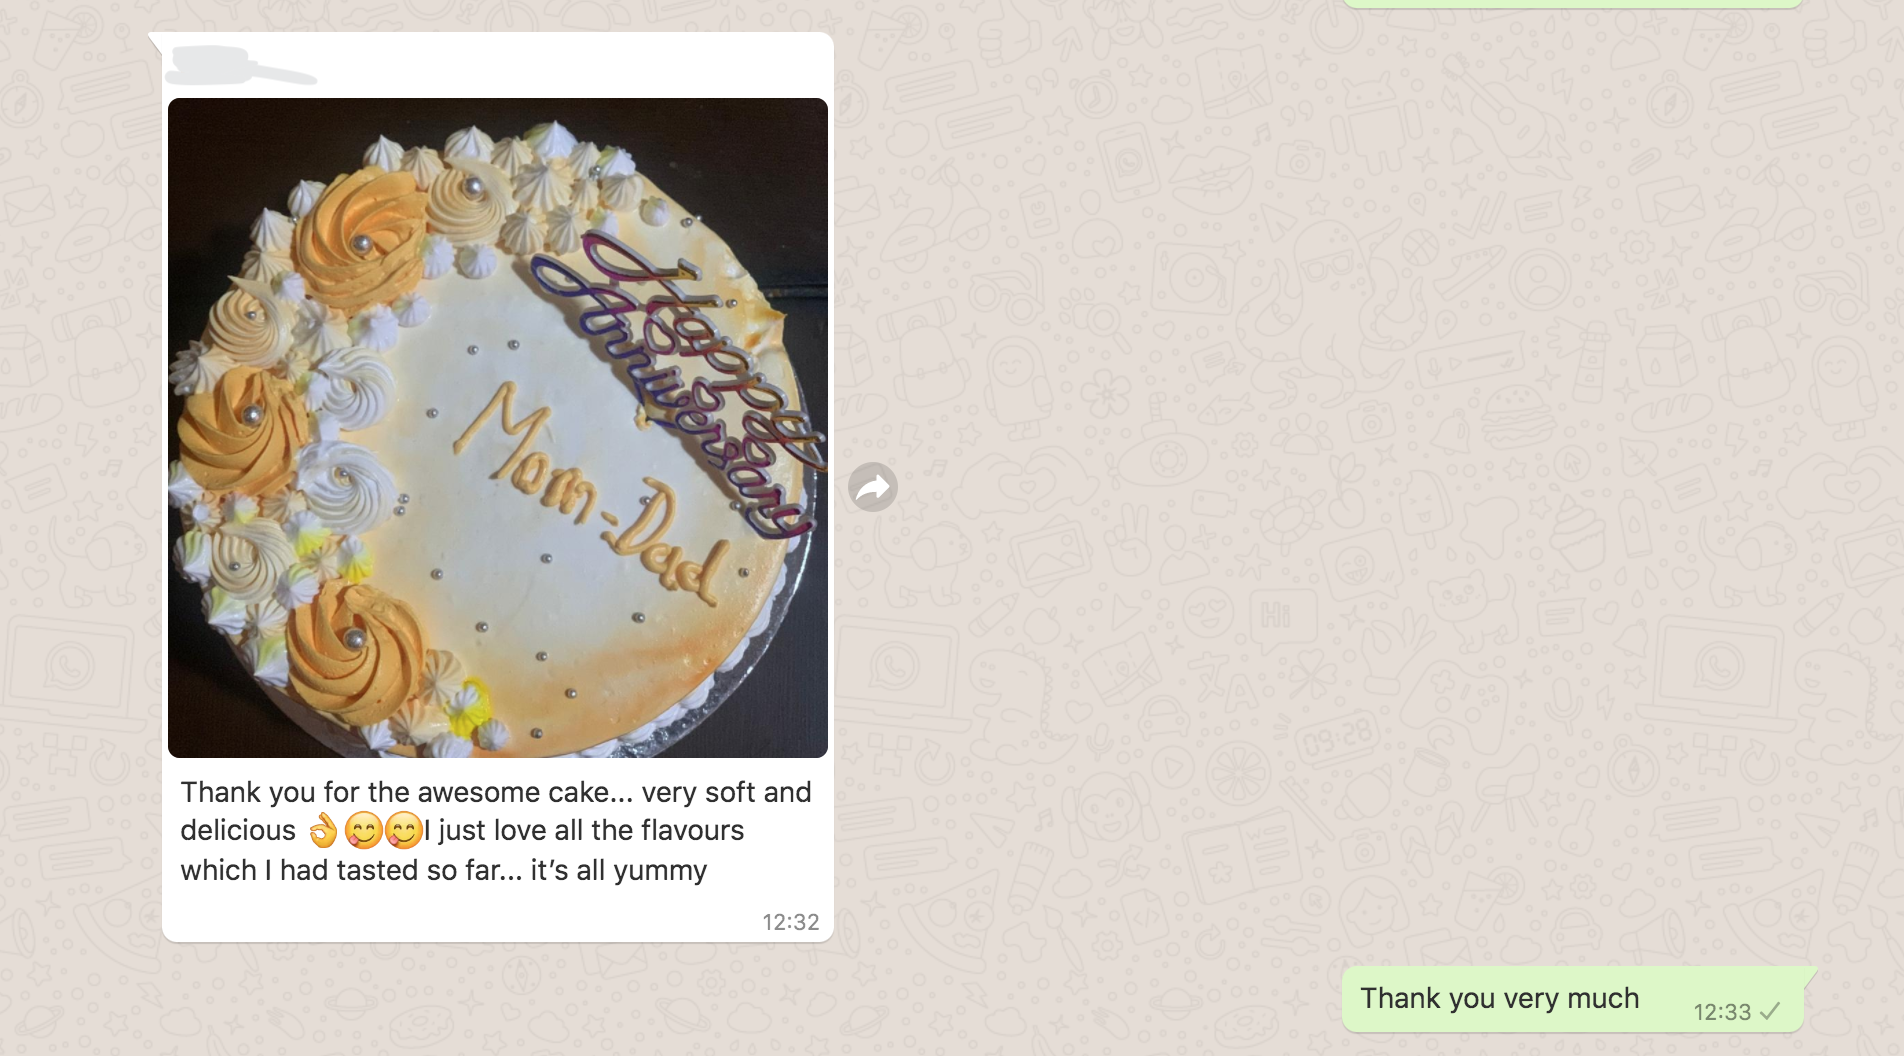 Happy
Anniversary
Mom-Dad
Thank you for the awesome cake... very soft and
delicious 👌😋😋I just love all the flavours
which I had tasted so far... it's all yummy
12:32
Thank you very much
12:33